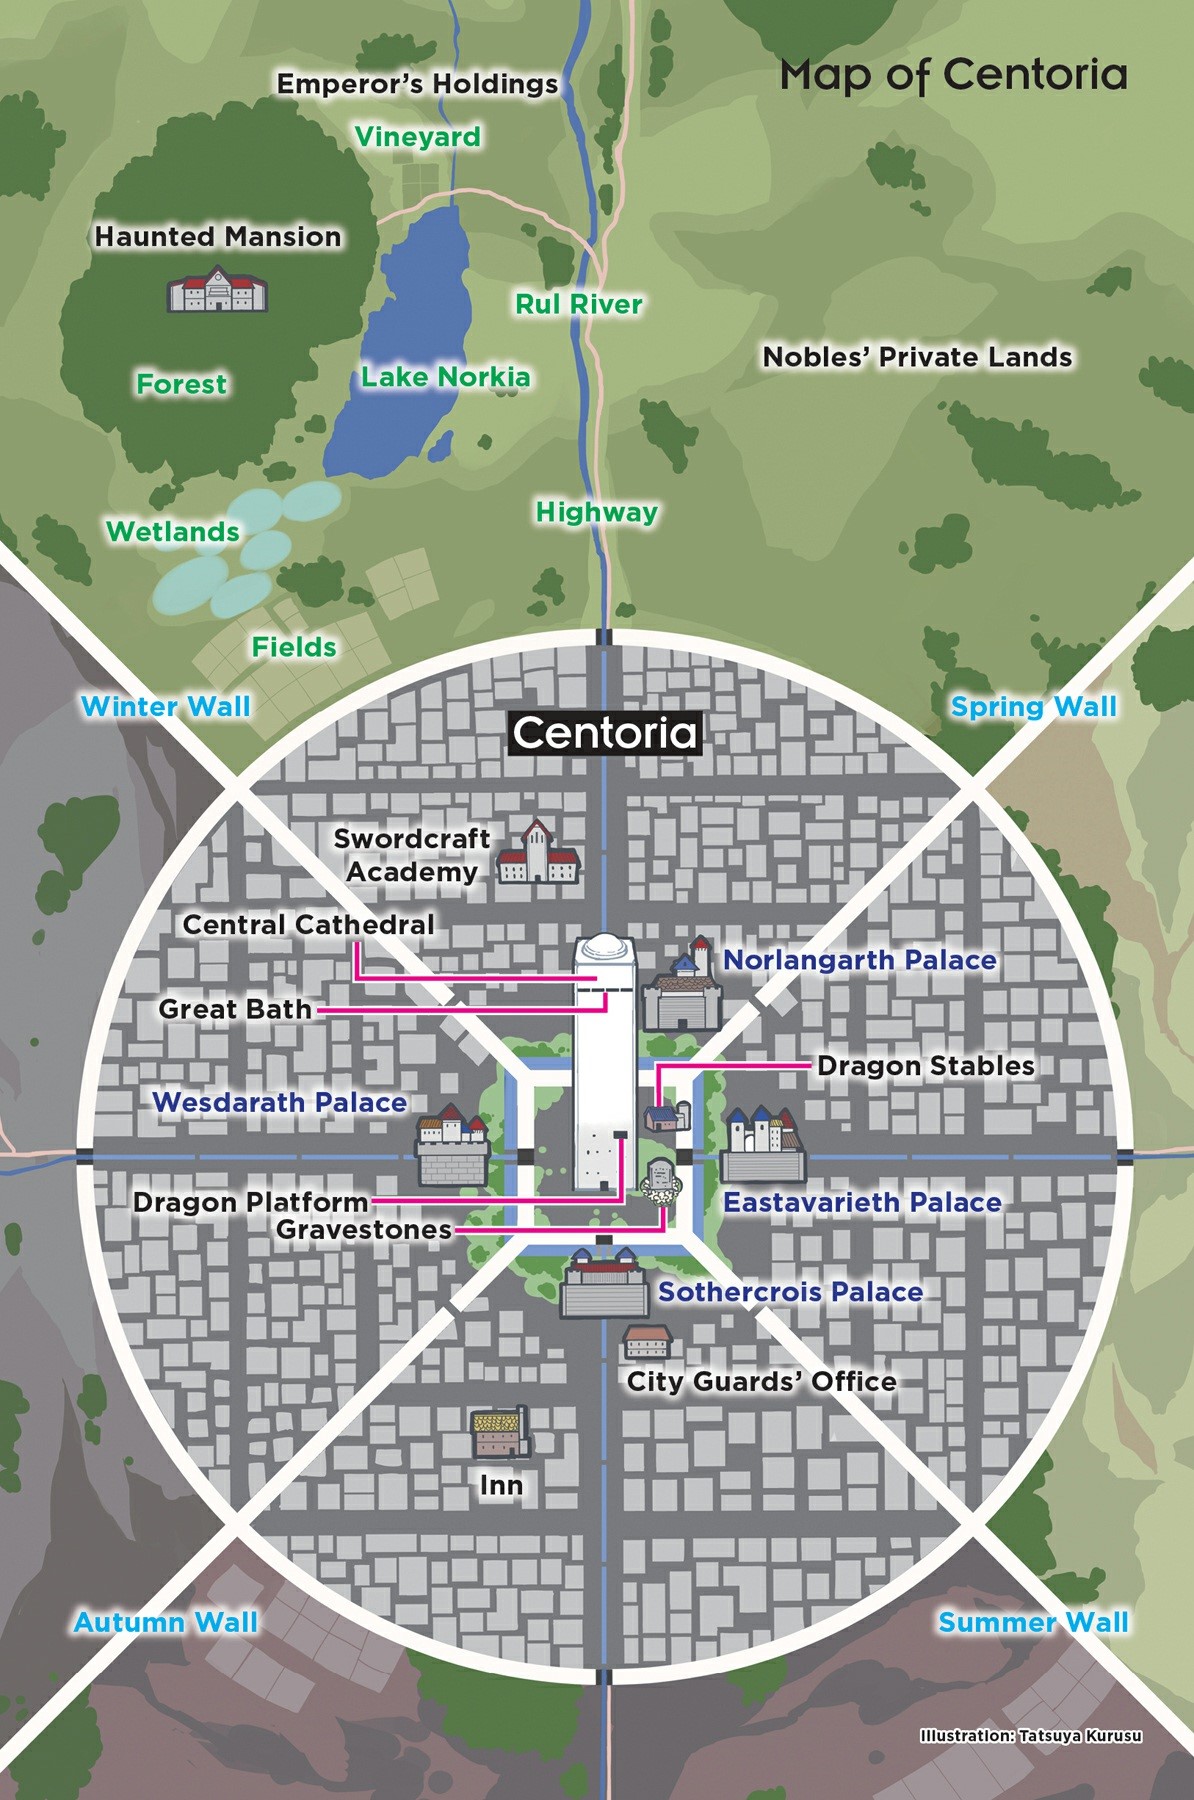 Map of Centoria
Emperor's Holdings
Vineyard
Haunted Mansion
Rul River
Nobles' Private Lands
Lake Norkia
Forest
Highway
Wetlands
Fields
Winter Wall
Spring Wall
Centoria
Swordcraft
Academy
Central Cathedral
Norlangarth Palace
Great Bath
Dragon Stables
Wesdarath Palace
Dragon Platform
Eastavarieth Palace
Gravestones
Sothercrois Palace
City Guards' Office
Inn
Autumn Wall
Summer Wall
Illustration: Tatsuya Kurusu